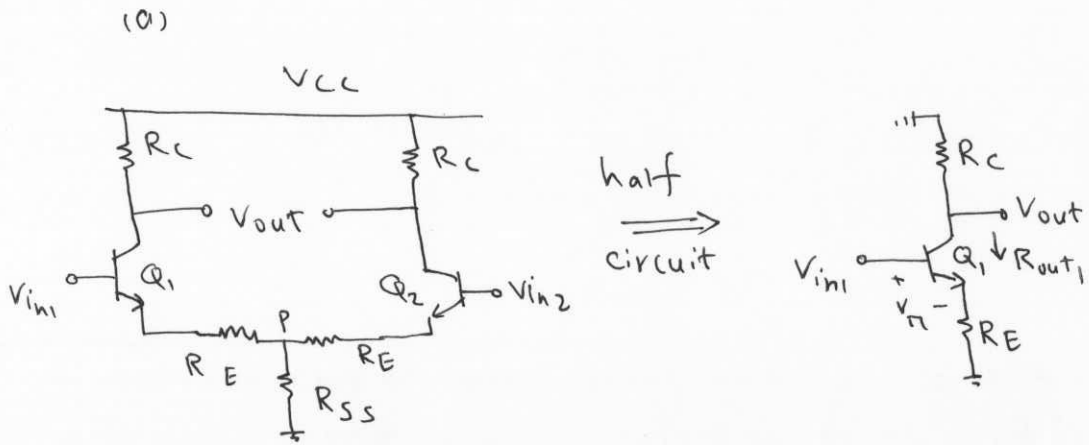 (a)
VCC
RC
RC
Vout
Q1
Q2
Vin1
Vin2
P
RE
RE
RSS
half
circuit
RC
Vout
Q1
Rout1
Vin1
+
Vπ
-
RE